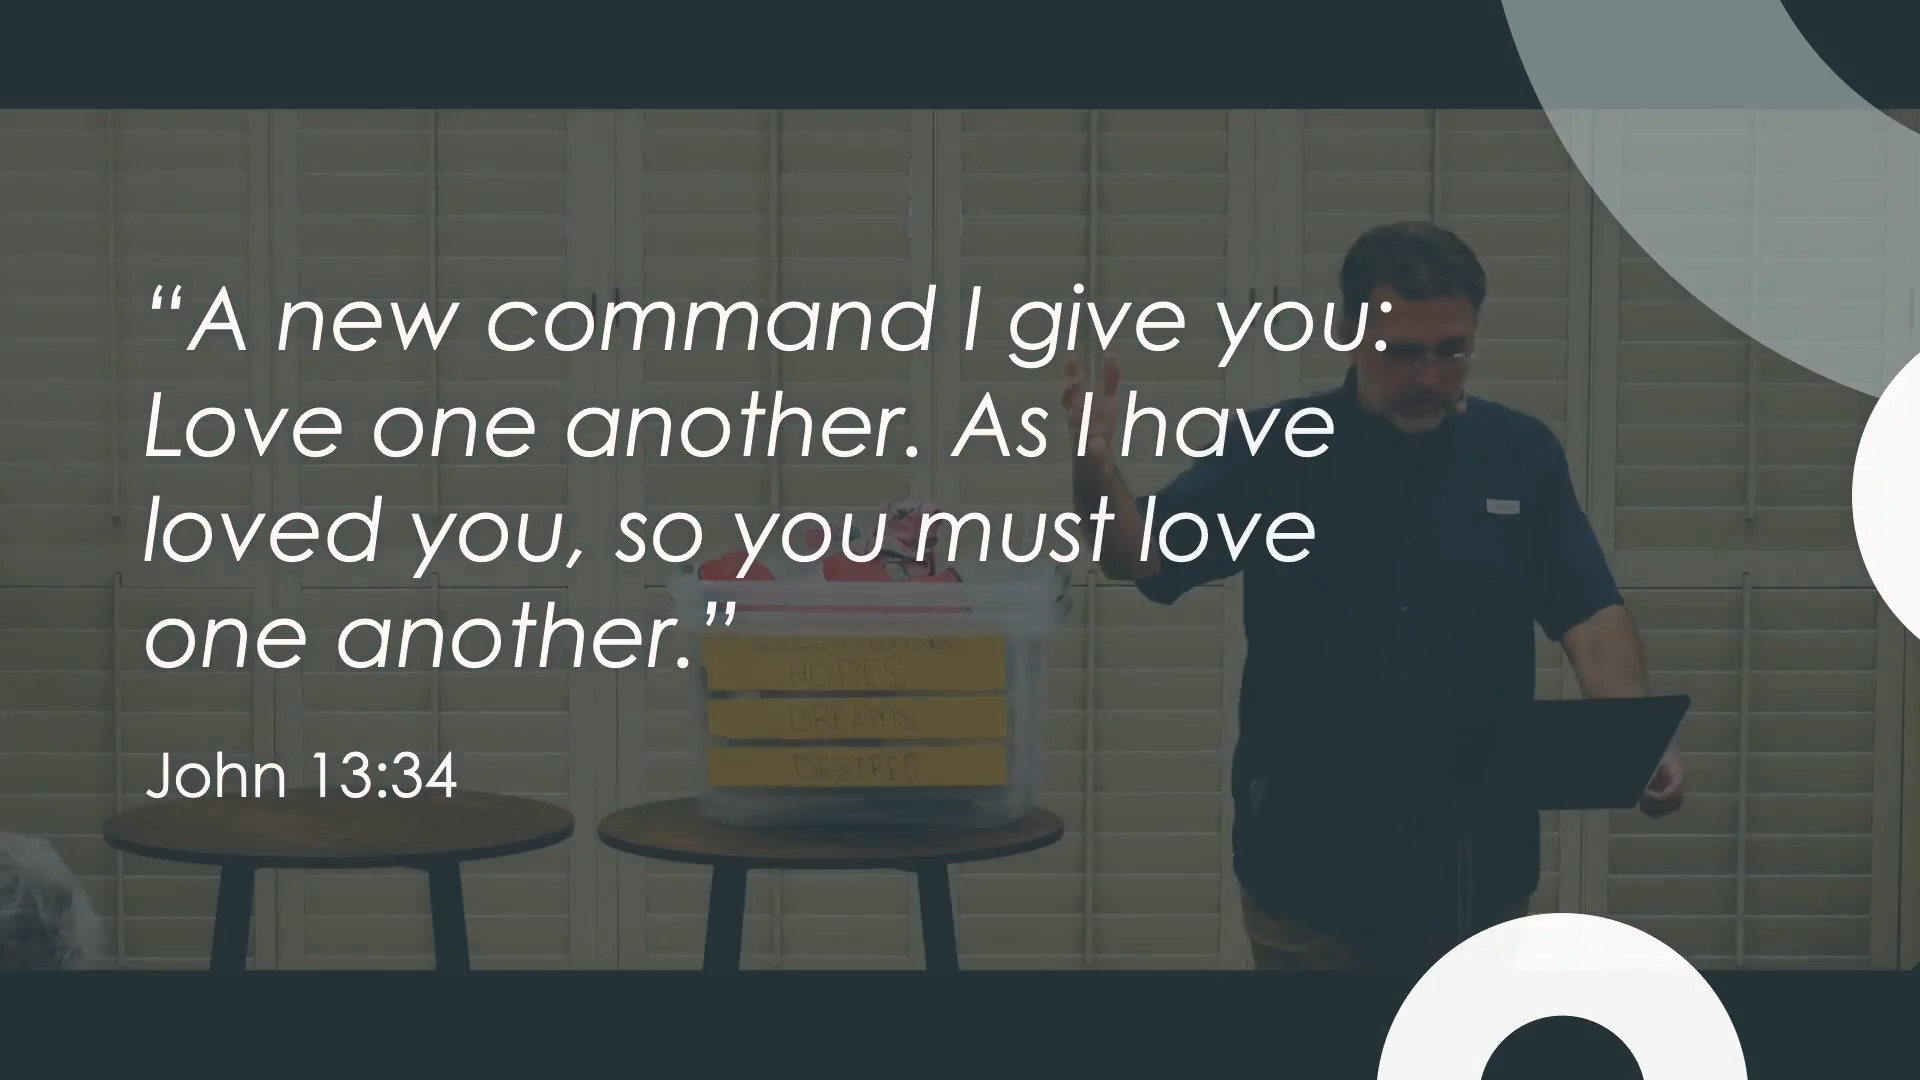 “A new command I give you:
Love one another. As I have
loved you, so you must love
one another.”
HOPES
DREAMS
DESIRES
John 13:34